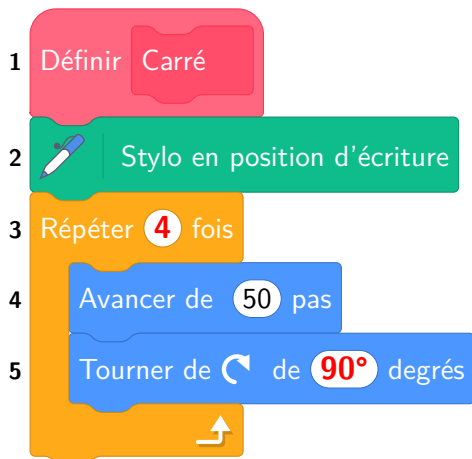 1 Définir Carré
2 Stylo en position d'écriture
3 Répéter 4 fois
4 Avancer de 50 pas
5 Tourner de de 90° degrés